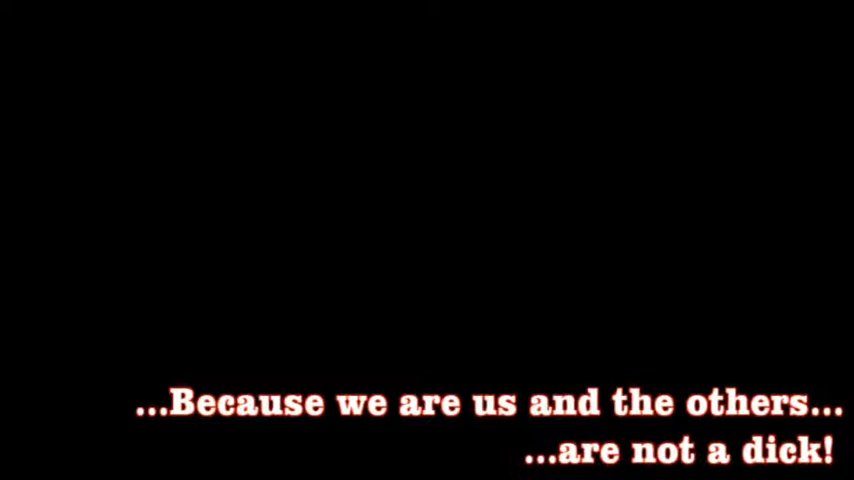 ...Because we are us and the others...
...are not a dick!